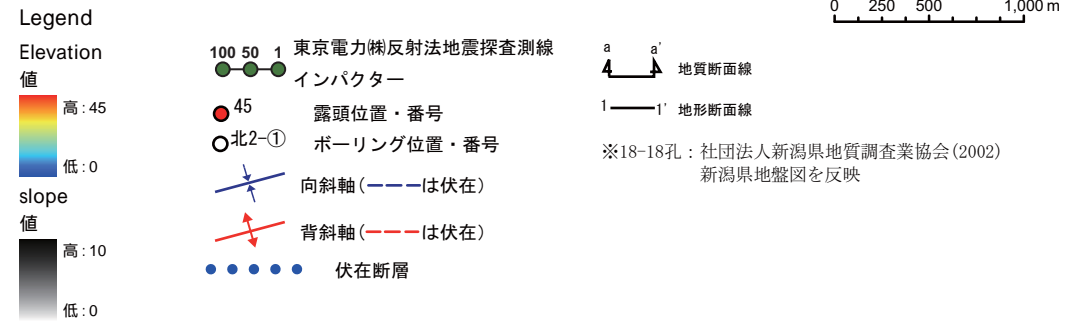 Legend
Elevation
値
高:45
低:0
slope
値
高:10
低:0
100 50 1 東京電力㈱反射法地震探査測線
インパクター
45 露頭位置・番号
北2-① ボーリング位置・番号
向斜軸(ーーーは伏在)
背斜軸(ーーーは伏在)
伏在断層
0 250 500 1,000 m
a a' 地質断面線
1 1' 地形断面線
※18-18孔:社団法人新潟県地質調査業協会(2002)
新潟県地盤図を反映